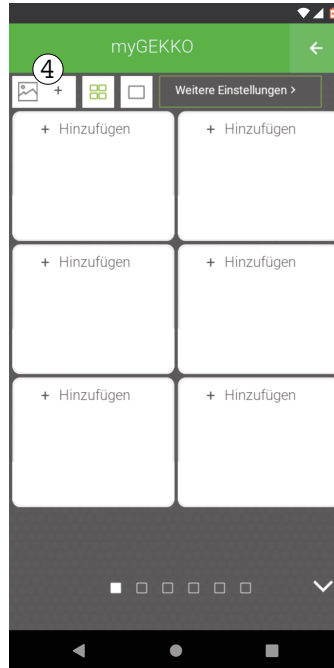 myGEKKO
4
+ Weitere Einstellungen >
+ Hinzufügen + Hinzufügen
+ Hinzufügen + Hinzufügen
+ Hinzufügen + Hinzufügen